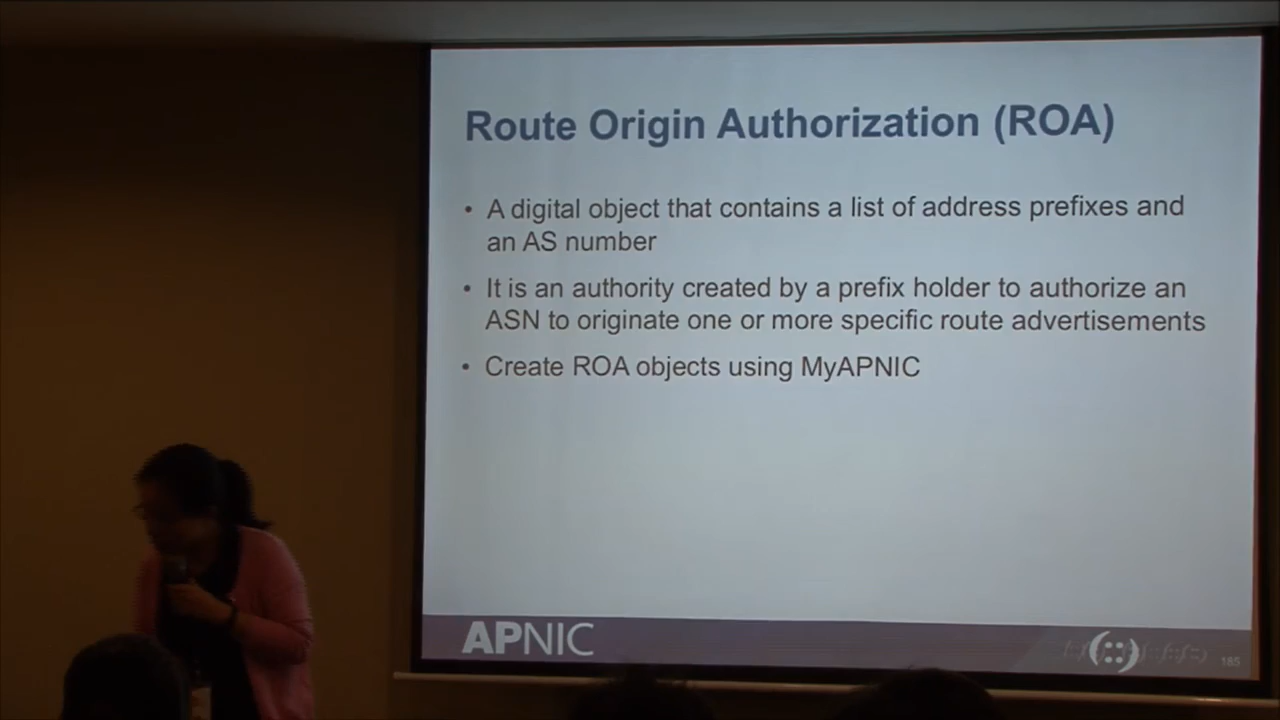 Route Origin Authorization (ROA)
• A digital object that contains a list of address prefixes and
an AS number
• It is an authority created by a prefix holder to authorize an
ASN to originate one or more specific route advertisements
• Create ROA objects using MyAPNIC
APNIC
(::)
185